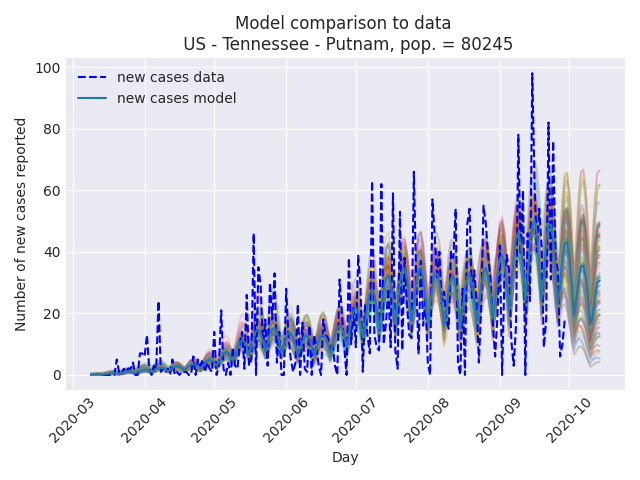 Model comparison to data
US - Tennessee - Putnam, pop. = 80245
new cases data
new cases model
Number of new cases reported
100
80
60
40
20
0
2020-03
2020-04
2020-05
2020-06
2020-07
2020-08
2020-09
2020-10
Day